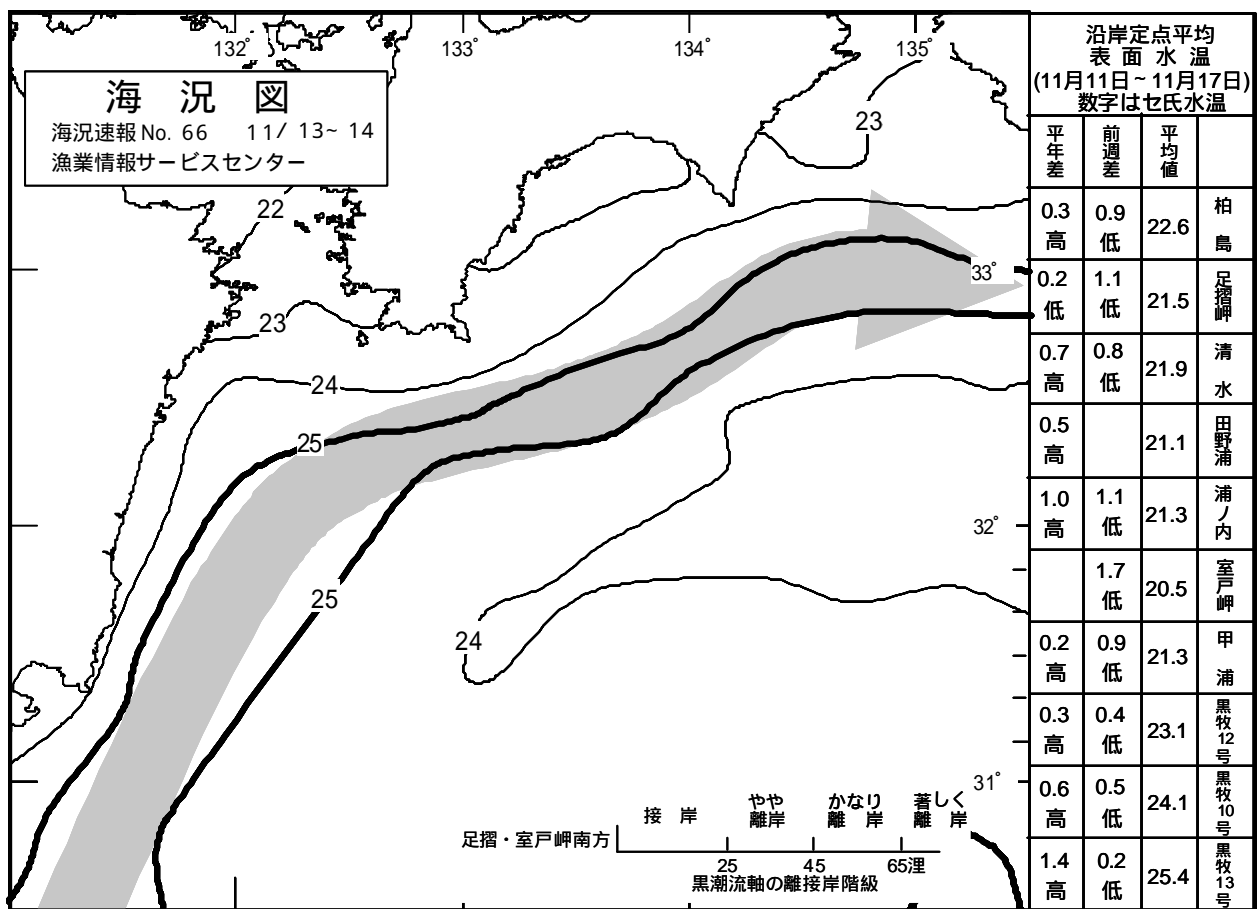 132° 133° 134° 135°
海況図
海況速報 No. 66 11/ 13~ 14
漁業情報サービスセンター
23
22
33°
23
24
25
32°
25
24
31°
接岸 やや離岸 かなり離岸 著しく離岸
足摺・室戸岬南方
25 45 65浬
黒潮流軸の離接岸階級
沿岸定点平均
表面水温
(11月11日~11月17日)
数字はセ氏水温
平年差 前週差 平均値
0.3高 0.9低 22.6 柏島
0.2低 1.1低 21.5 足摺岬
0.7高 0.8低 21.9 清水
0.5高 21.1 田野浦
1.0高 1.1低 21.3 浦ノ内
1.7低 20.5 室戸岬
0.2高 0.9低 21.3 甲浦
0.3高 0.4低 23.1 黒牧12号
0.6高 0.5低 24.1 黒牧10号
1.4高 0.2低 25.4 黒牧13号